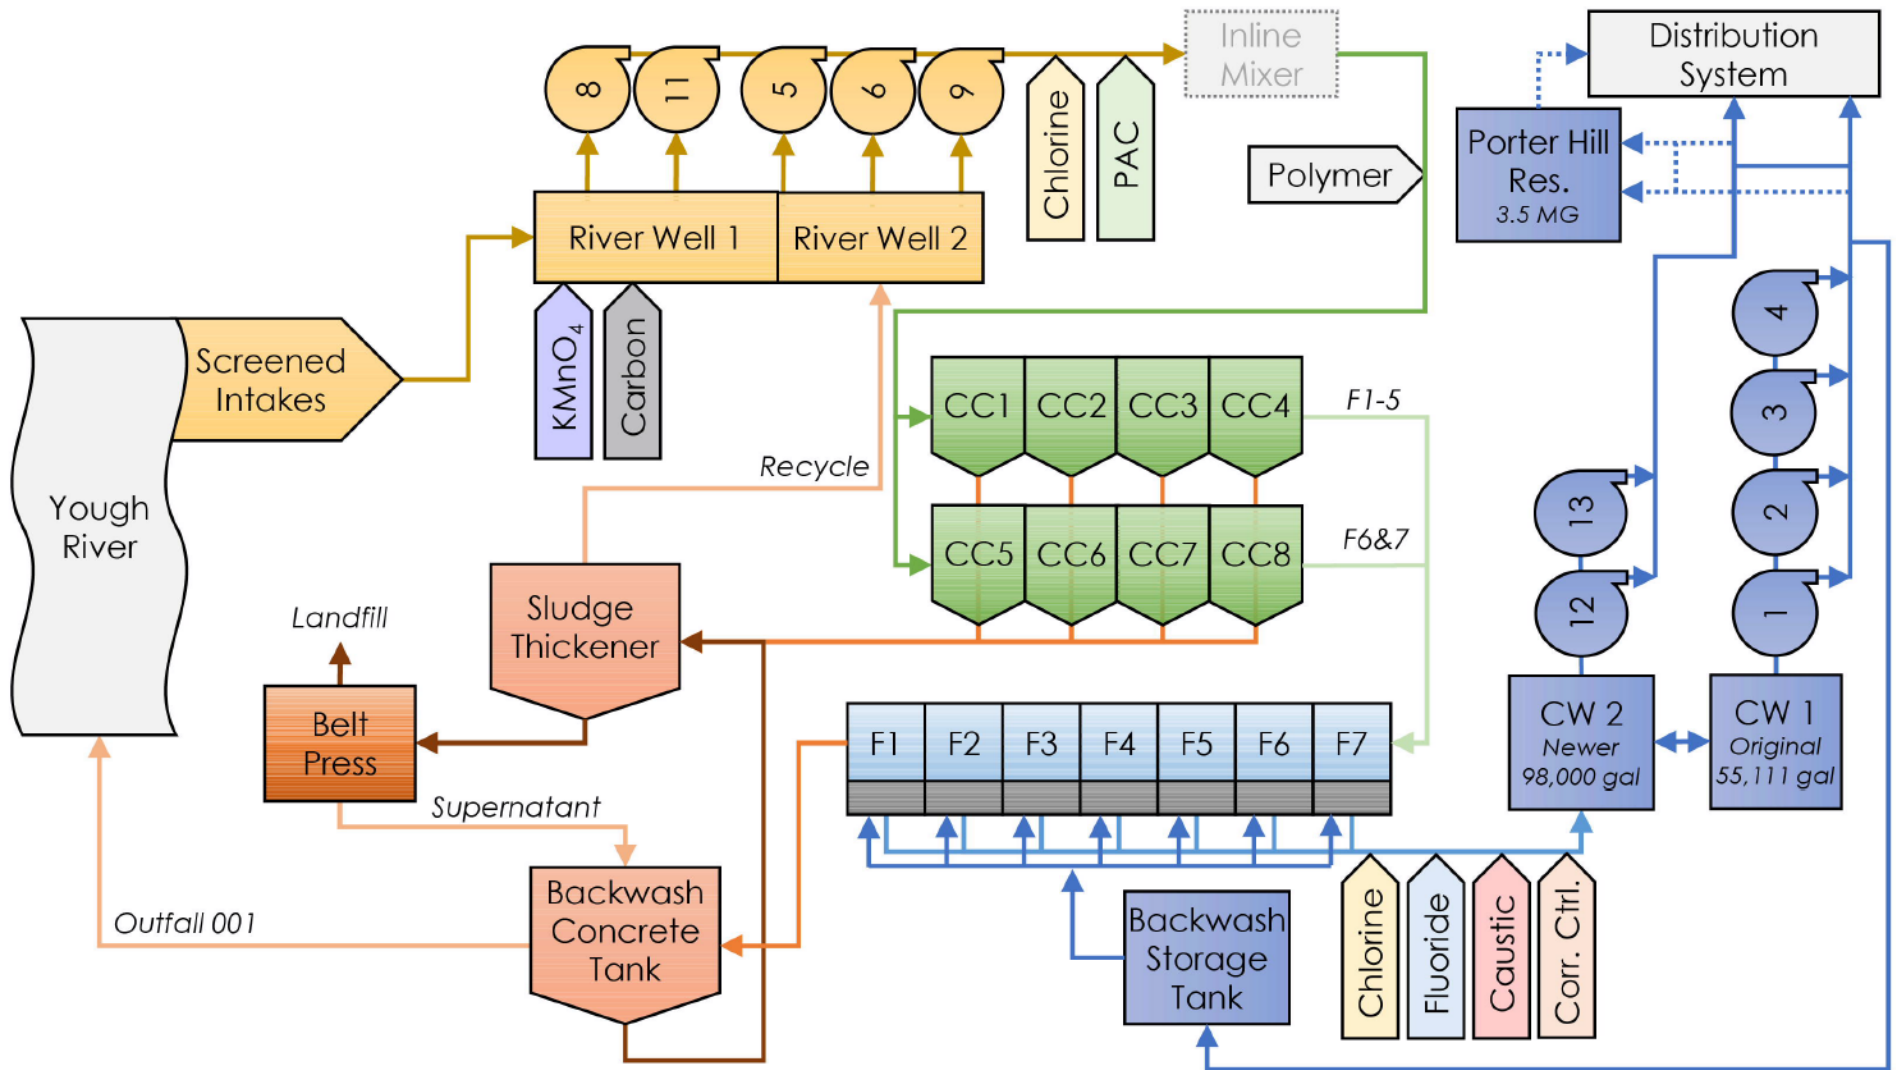 Inline
Mixer
Distribution
System
8
11
5
6
9
Chlorine
PAC
Polymer
Porter Hill
Res.
3.5 MG
River Well 1
River Well 2
KMnO₄
Carbon
Screened
Intakes
Yough
River
Recycle
CC1
CC2
CC3
CC4
F1-5
CC5
CC6
CC7
CC8
F6&7
4
3
2
1
13
12
Sludge
Thickener
Landfill
Belt
Press
Supernatant
F1
F2
F3
F4
F5
F6
F7
CW 2
Newer
98,000 gal
CW 1
Original
55,111 gal
Backwash
Concrete
Tank
Outfall 001
Backwash
Storage
Tank
Chlorine
Fluoride
Caustic
Corr. Ctrl.